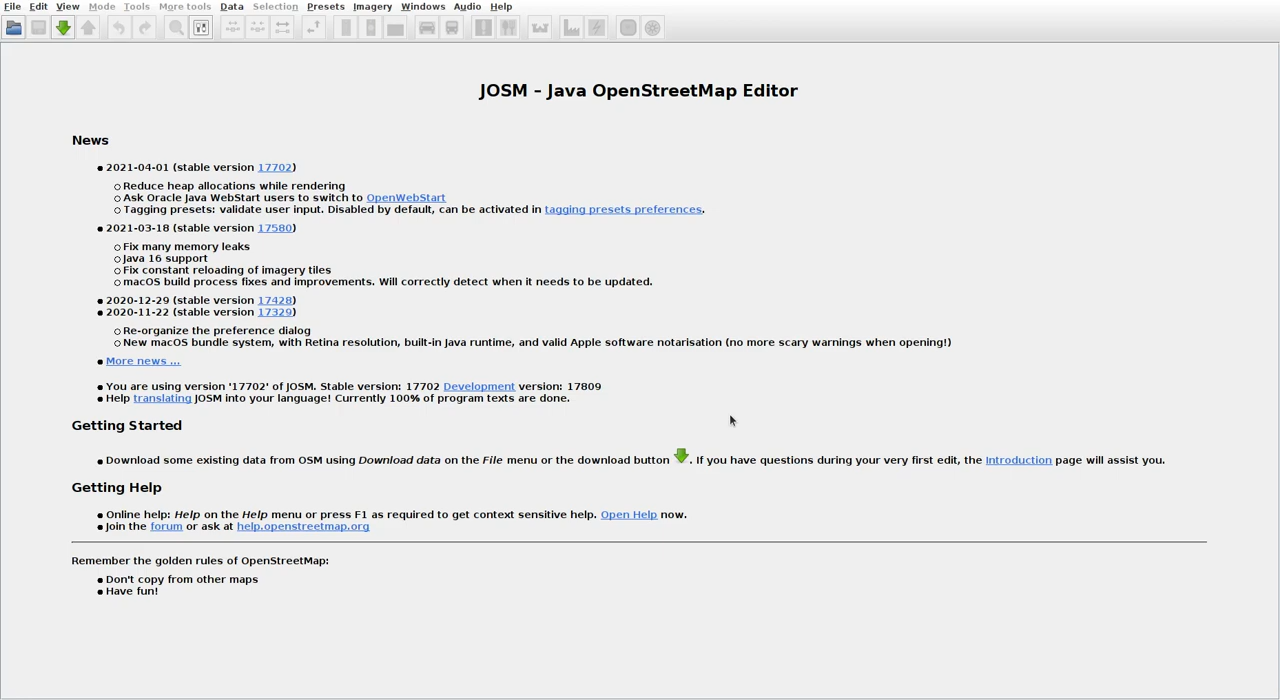 File Edit View Mode Tools More tools Data Selection Presets Imagery Windows Audio Help
JOSM – Java OpenStreetMap Editor
News
2021-04-01 (stable version 17702)
Reduce heap allocations while rendering
Ask Oracle Java WebStart users to switch to OpenWebStart
Tagging presets: validate user input. Disabled by default, can be activated in tagging presets preferences.
2021-03-18 (stable version 17580)
Fix many memory leaks
Java 16 support
Fix constant reloading of imagery tiles
macOS build process fixes and improvements. Will correctly detect when it needs to be updated.
2020-12-29 (stable version 17428)
2020-11-22 (stable version 17329)
Re-organize the preference dialog
New macOS bundle system, with Retina resolution, built-in Java runtime, and valid Apple software notarisation (no more scary warnings when opening!)
More news ...
You are using version '17702' of JOSM. Stable version: 17702 Development version: 17809
Help translating JOSM into your language! Currently 100% of program texts are done.
Getting Started
Download some existing data from OSM using Download data on the File menu or the download button . If you have questions during your very first edit, the Introduction page will assist you.
Getting Help
Online help: Help on the Help menu or press F1 as required to get context sensitive help. Open Help now.
Join the forum or ask at help.openstreetmap.org
Remember the golden rules of OpenStreetMap:
Don't copy from other maps
Have fun!